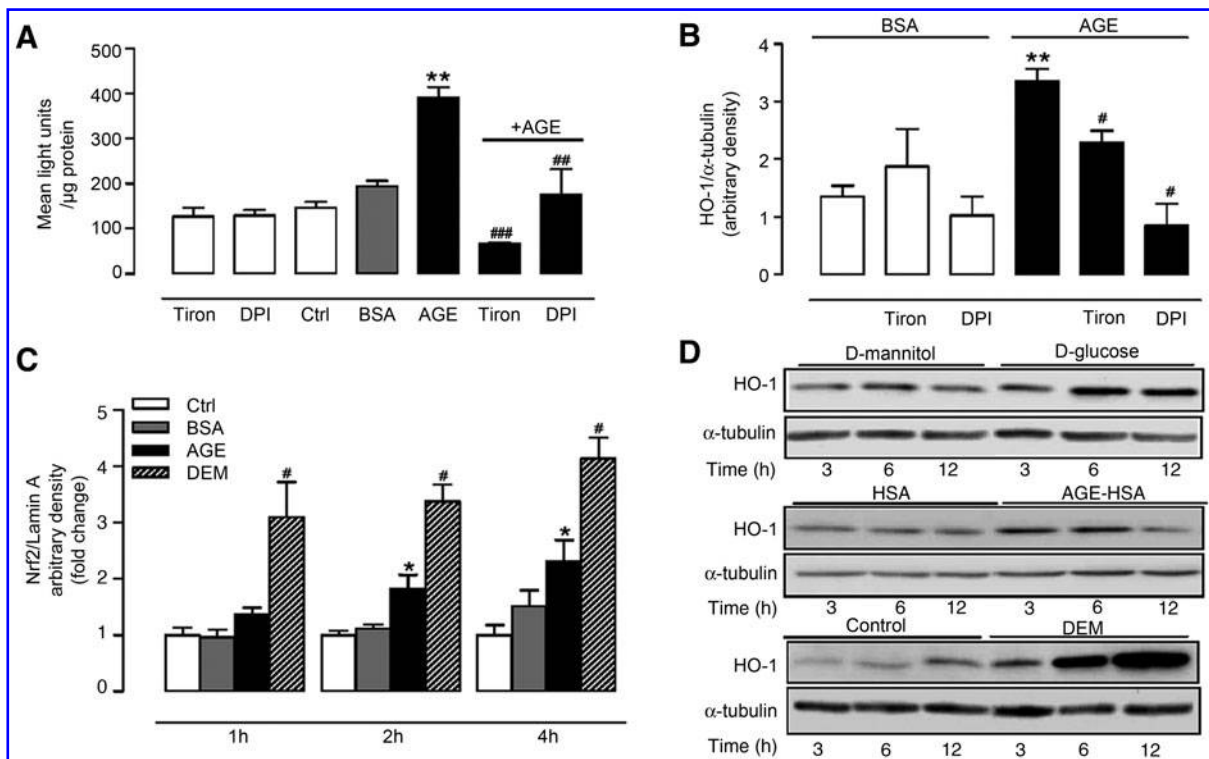 A
Mean light units
/μg protein
500
400
300
200
100
0
**
+AGE
##
###
Tiron DPI Ctrl BSA AGE Tiron DPI
B
BSA AGE
HO-1/α-tubulin
(arbitrary density)
4
3
2
1
0
**
#
#
Tiron DPI Tiron DPI
C
Nrf2/Lamin A
arbitrary density
(fold change)
5
4
3
2
1
0
Ctrl
BSA
AGE
DEM
#
#
#
*
*
1h 2h 4h
D
D-mannitol D-glucose
HO-1
α-tubulin
Time (h) 3 6 12 3 6 12
HSA AGE-HSA
HO-1
α-tubulin
Time (h) 3 6 12 3 6 12
Control DEM
HO-1
α-tubulin
Time (h) 3 6 12 3 6 12